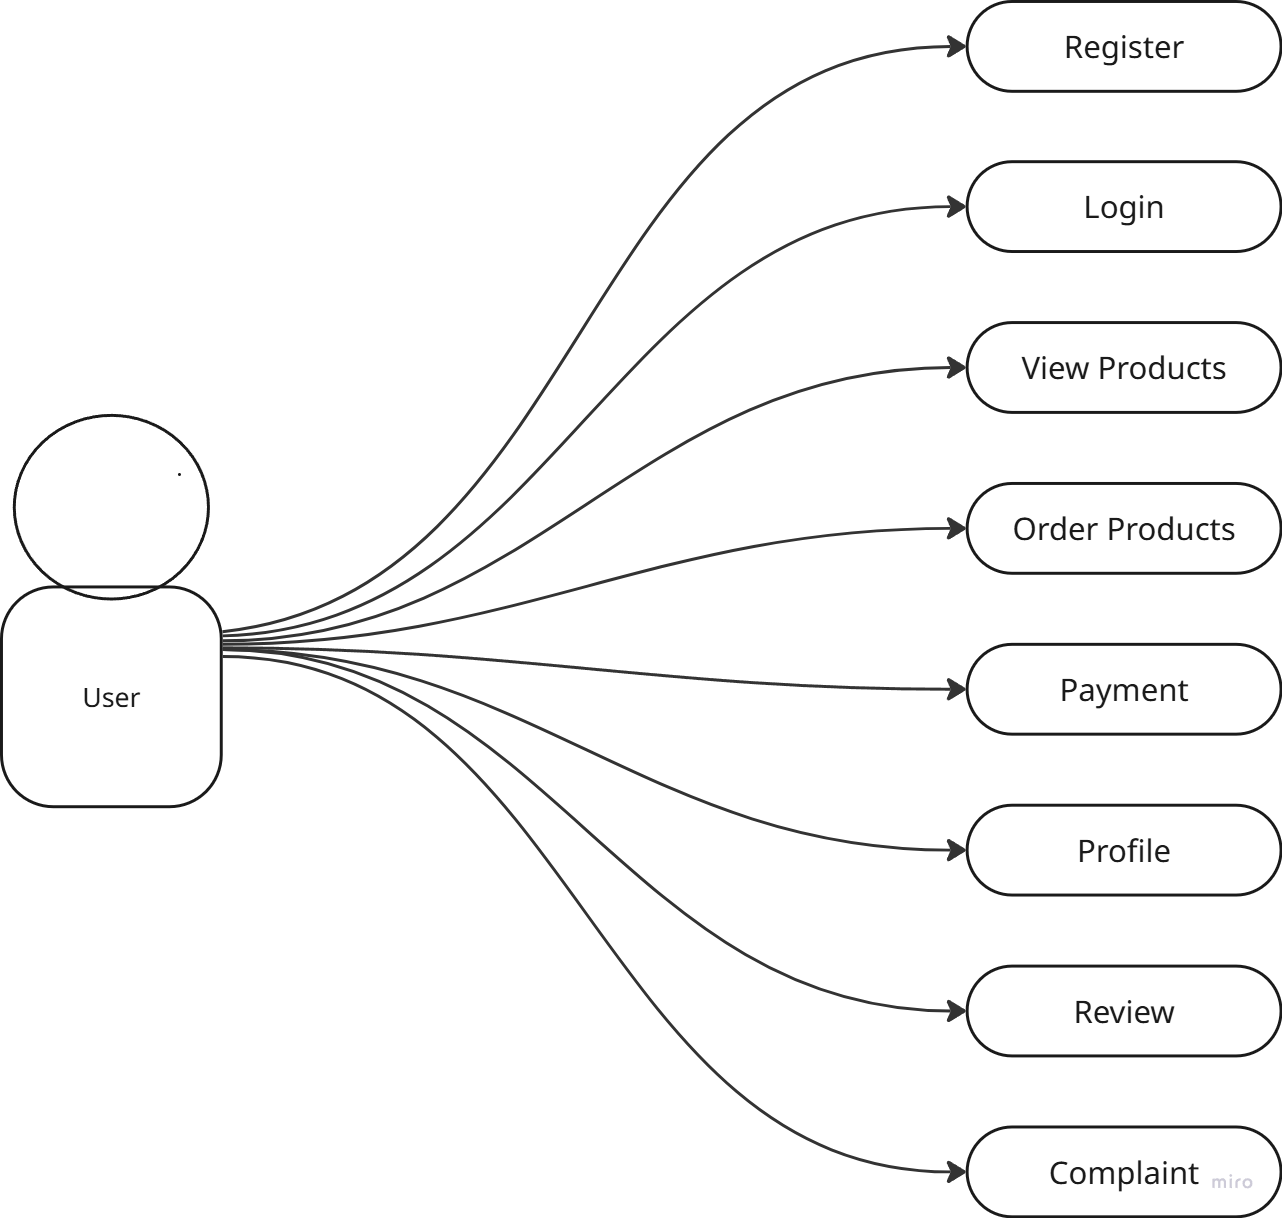 Register
Login
View Products
Order Products
User
Payment
Profile
Review
Complaint
miro